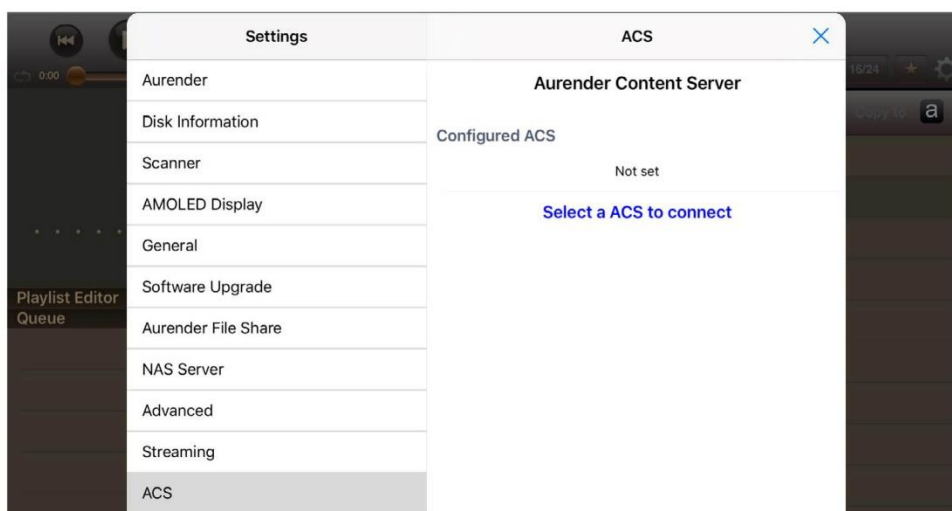 Settings
ACS
0:00
16/24
Aurender
Aurender Content Server
Copy to
a
Disk Information
Configured ACS
Scanner
Not set
AMOLED Display
Select a ACS to connect
General
Software Upgrade
Playlist Editor
Queue
Aurender File Share
NAS Server
Advanced
Streaming
ACS